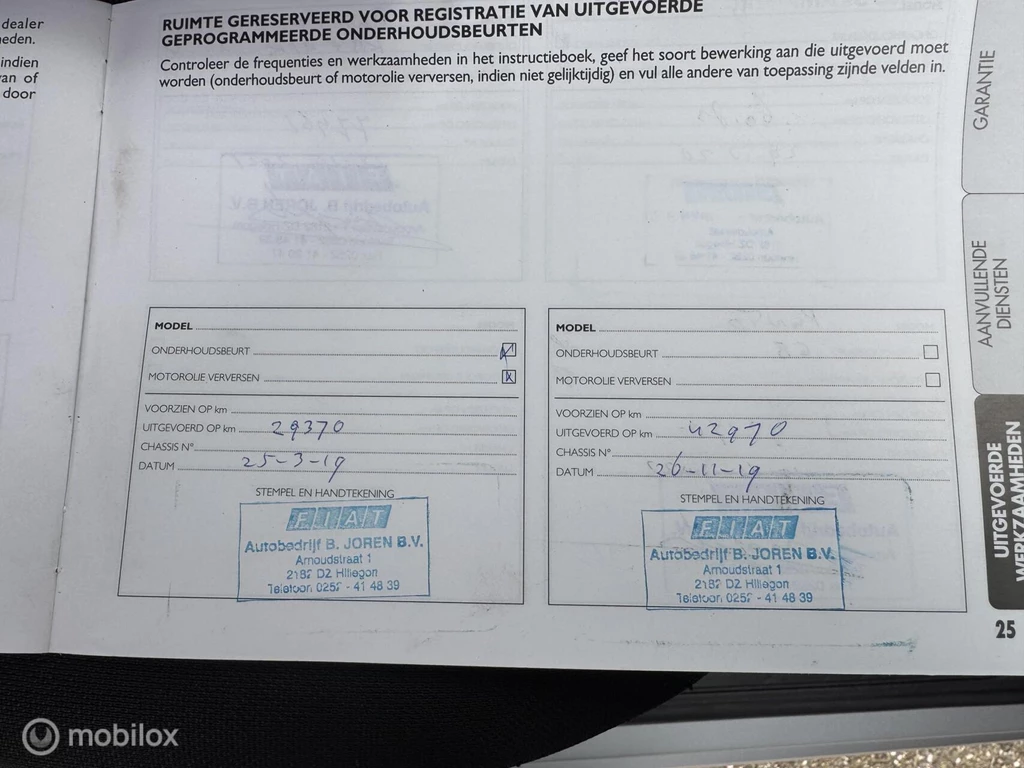 dealer
eden.
indien
van of
door
RUIMTE GERESERVEERD VOOR REGISTRATIE VAN UITGEVOERDE
GEPROGRAMMEERDE ONDERHOUDSBEURTEN
Controleer de frequenties en werkzaamheden in het instructieboek, geef het soort bewerking aan die uitgevoerd moet
worden (onderhoudsbeurt of motorolie verversen, indien niet gelijktijdig) en vul alle andere van toepassing zijnde velden in.
MODEL
ONDERHOUDSBEURT
MOTOROLIE VERVERSEN X
VOORZIEN OP km
UITGEVOERD OP km 29370
CHASSIS N°
DATUM 25-3-19
STEMPEL EN HANDTEKENING
FIAT
Autobedrijf B. JOREN B.V.
Arnoudstraat 1
2182 DZ Hillegom
Telefoon 0252 - 41 48 39
MODEL
ONDERHOUDSBEURT
MOTOROLIE VERVERSEN
VOORZIEN OP km
UITGEVOERD OP km 42970
CHASSIS N°
DATUM 26-11-19
STEMPEL EN HANDTEKENING
FIAT
Autobedrijf B. JOREN B.V.
Arnoudstraat 1
2182 DZ Hillegom
Telefoon 0252 - 41 48 39
GARANTIE
AANVULLENDE
DIENSTEN
UITGEVOERDE
WERKZAAMHEDEN
25
mobilox